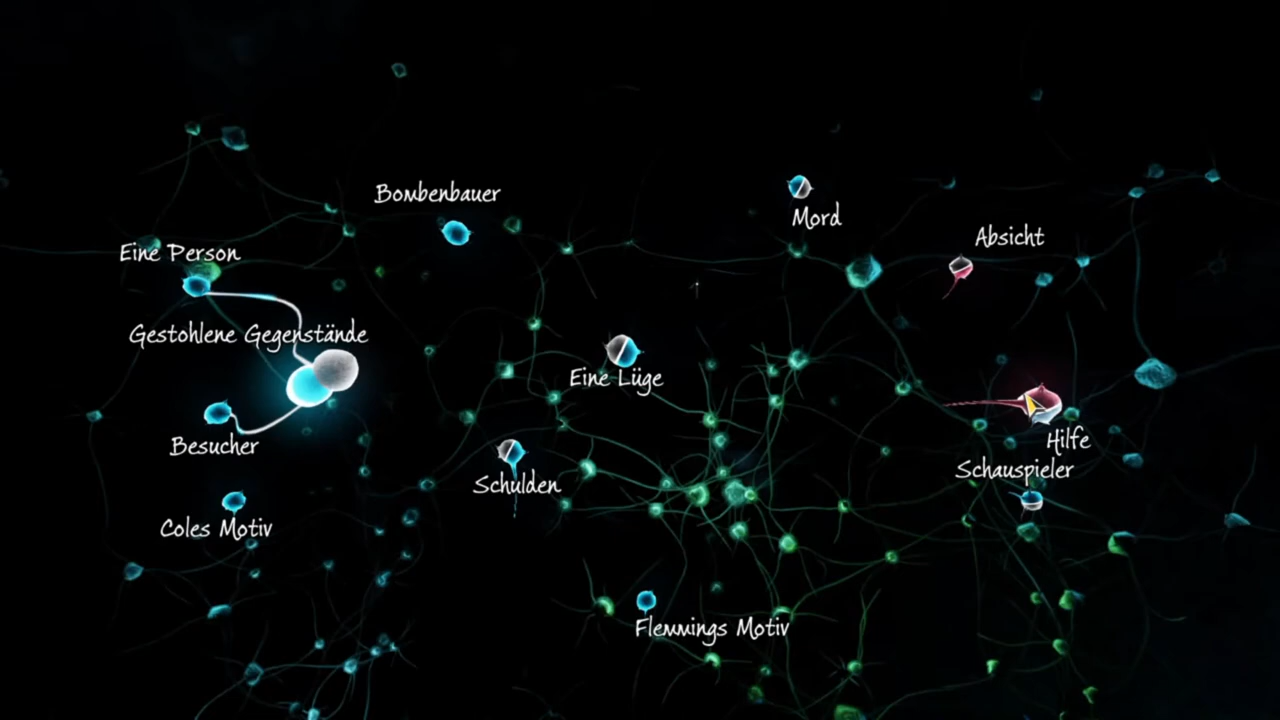 Bombenbauer
Mord
Absicht
Eine Person
Gestohlene Gegenstände
Eine Lüge
Besucher
Hilfe
Schauspieler
Schulden
Coles Motiv
Flemmings Motiv